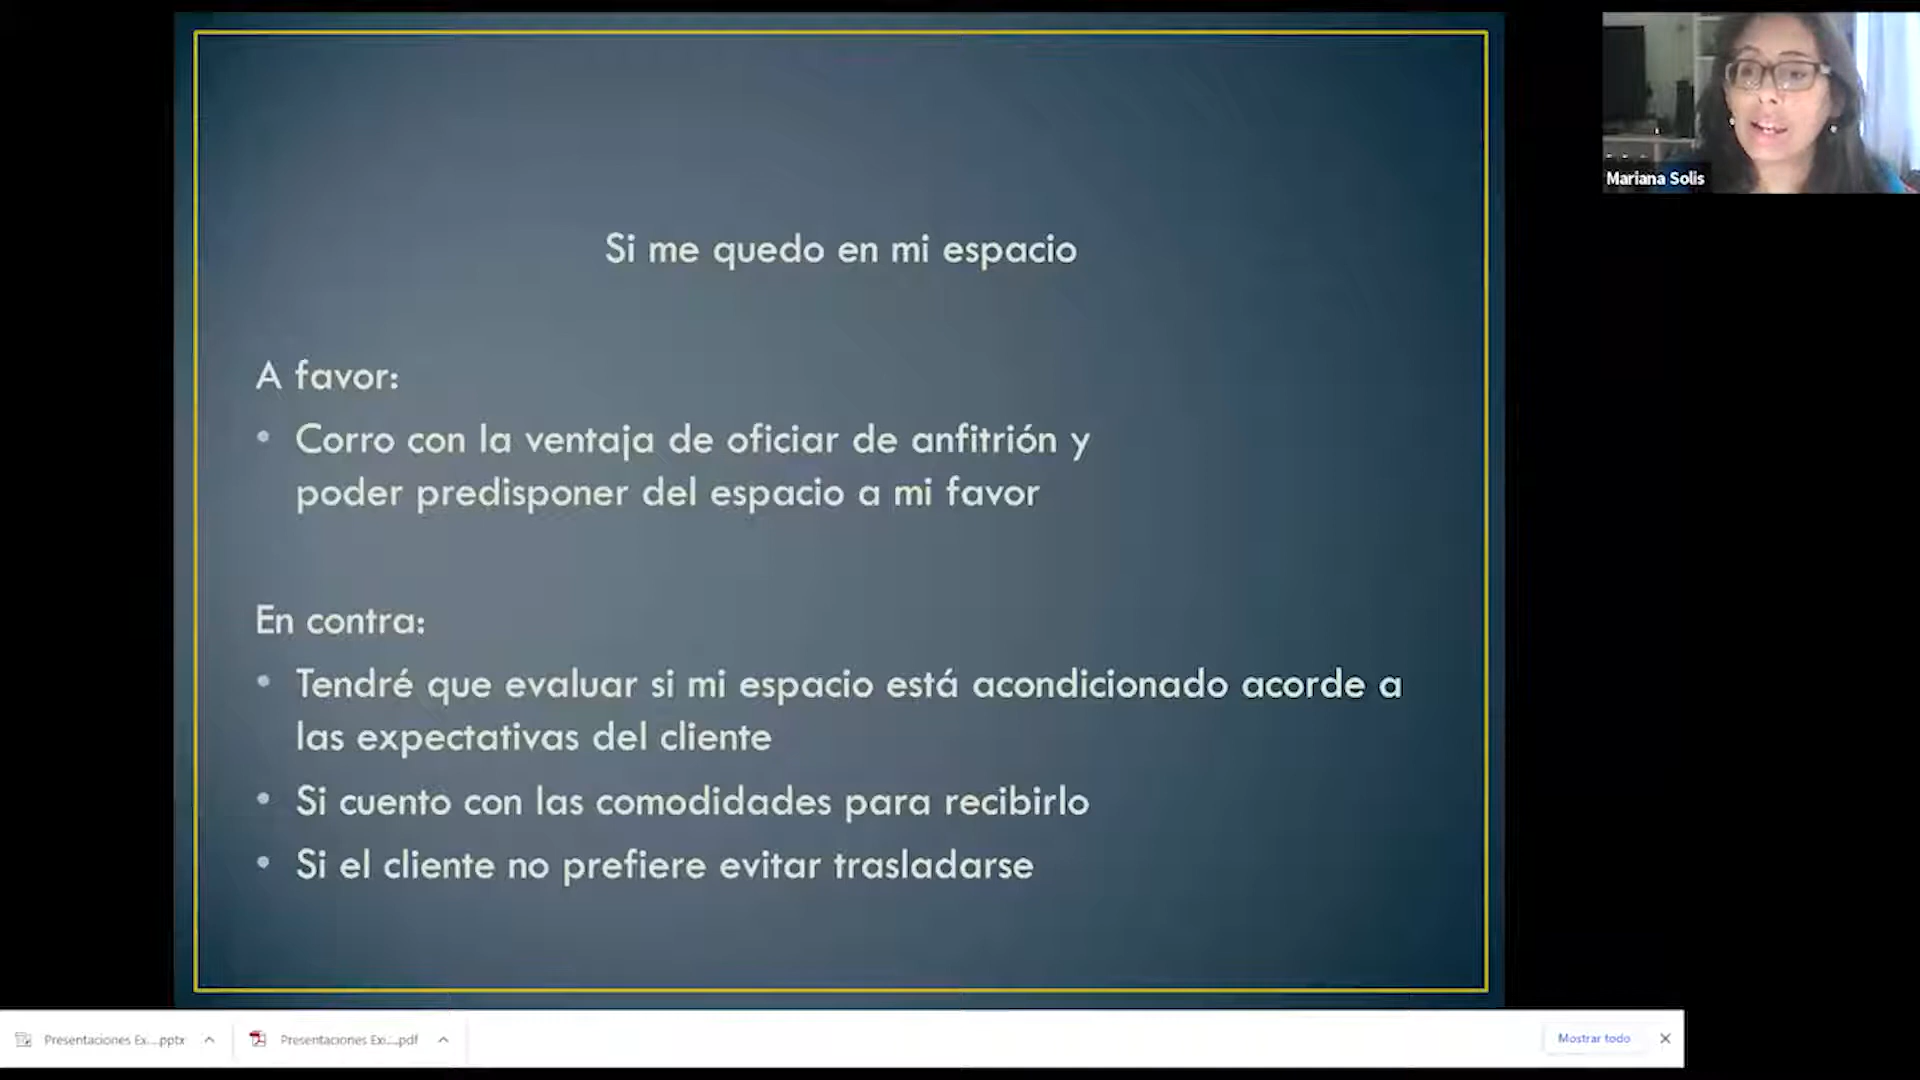 Si me quedo en mi espacio
A favor:
• Corro con la ventaja de oficiar de anfitrión y
poder predisponer del espacio a mi favor
En contra:
• Tendré que evaluar si mi espacio está acondicionado acorde a
las expectativas del cliente
• Si cuento con las comodidades para recibirlo
• Si el cliente no prefiere evitar trasladarse
Mariana Solis
Presentaciones Ex....pptx
Presentaciones Exi....pdf
Mostrar todo